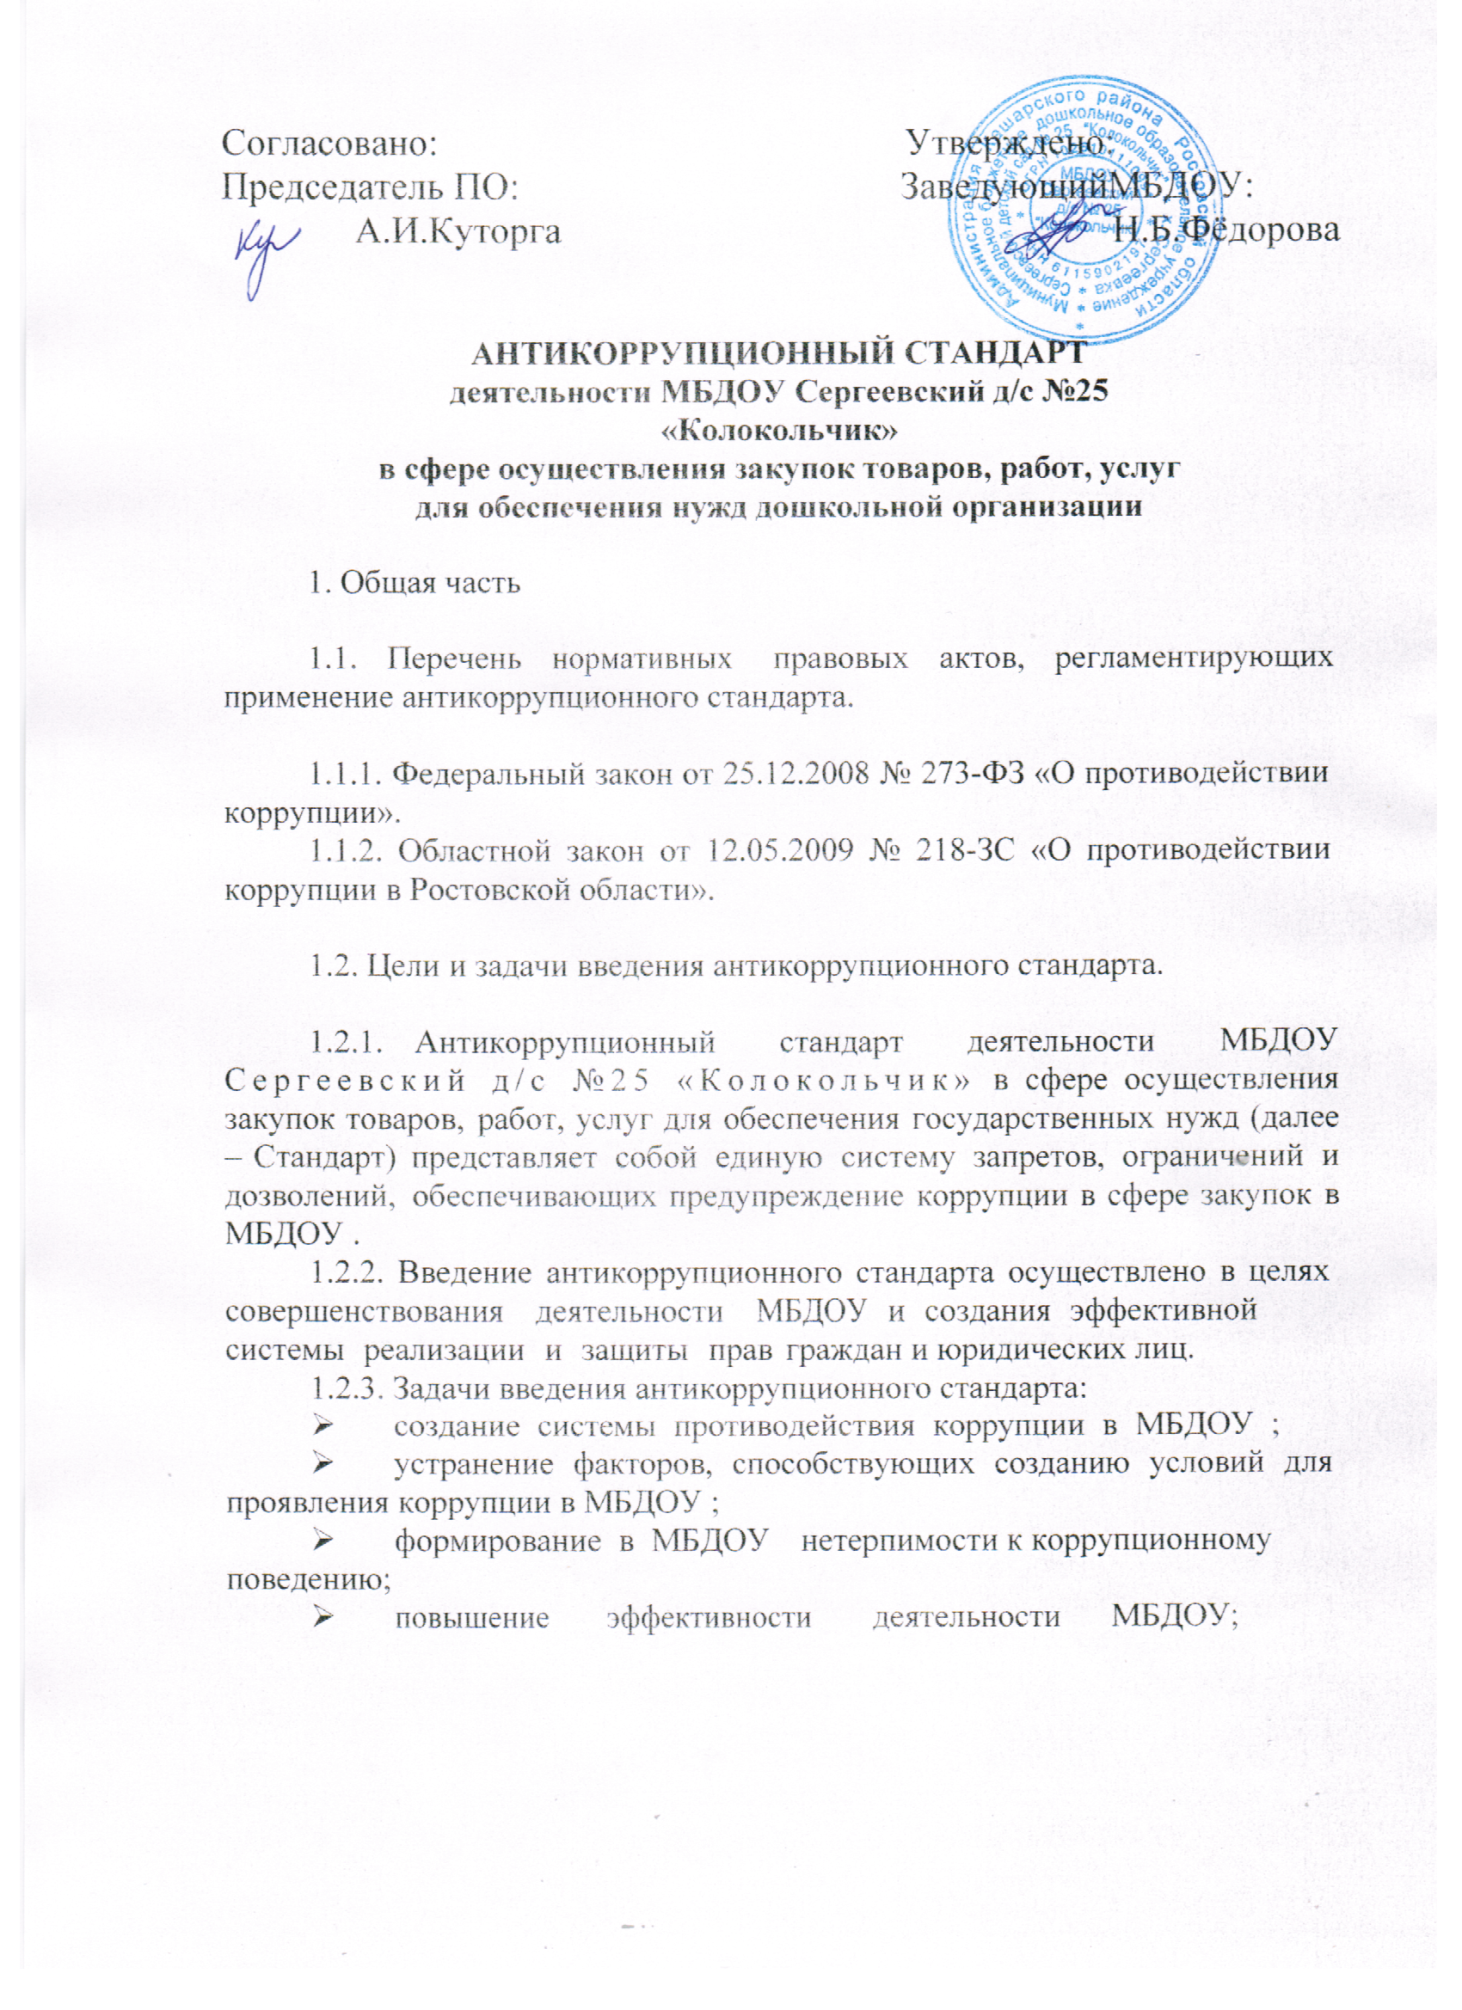 Согласовано: Утверждено:
Председатель ПО: ЗаведующийМБДОУ:
А.И.Куторга Н.Б.Фёдорова
АНТИКОРРУПЦИОННЫЙ СТАНДАРТ
деятельности МБДОУ Сергеевский д/с №25
«Колокольчик»
в сфере осуществления закупок товаров, работ, услуг
для обеспечения нужд дошкольной организации
1. Общая часть
1.1. Перечень нормативных правовых актов, регламентирующих
применение антикоррупционного стандарта.
1.1.1. Федеральный закон от 25.12.2008 № 273-ФЗ «О противодействии
коррупции».
1.1.2. Областной закон от 12.05.2009 № 218-ЗС «О противодействии
коррупции в Ростовской области».
1.2. Цели и задачи введения антикоррупционного стандарта.
1.2.1. Антикоррупционный стандарт деятельности МБДОУ
Сергеевский д/с №25 «Колокольчик» в сфере осуществления
закупок товаров, работ, услуг для обеспечения государственных нужд (далее
– Стандарт) представляет собой единую систему запретов, ограничений и
дозволений, обеспечивающих предупреждение коррупции в сфере закупок в
МБДОУ .
1.2.2. Введение антикоррупционного стандарта осуществлено в целях
совершенствования деятельности МБДОУ и создания эффективной
системы реализации и защиты прав граждан и юридических лиц.
1.2.3. Задачи введения антикоррупционного стандарта:
➢ создание системы противодействия коррупции в МБДОУ ;
➢ устранение факторов, способствующих созданию условий для
проявления коррупции в МБДОУ ;
➢ формирование в МБДОУ нетерпимости к коррупционному
поведению;
➢ повышение эффективности деятельности МБДОУ;